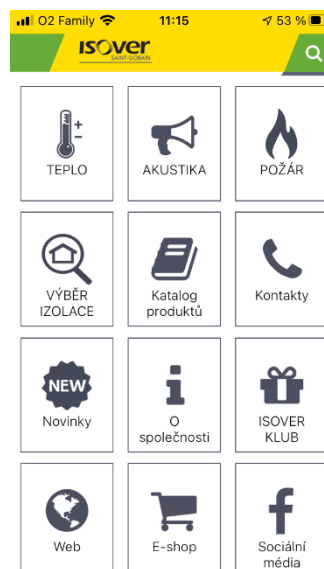 O2 Family 11:15 53 %
isover
SAINT-GOBAIN
+
-
TEPLO AKUSTIKA POŽÁR
VÝBĚR IZOLACE Katalog produktů Kontakty
NEW
Novinky O společnosti ISOVER KLUB
Web E-shop Sociální média